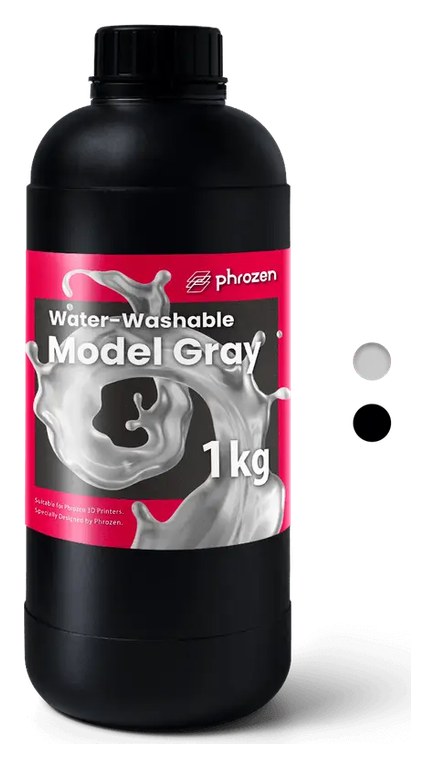 phrozen
Water-Washable
Model Gray
1kg
Suitable for Phrozen 3D Printers.
Specially Designed by Phrozen.